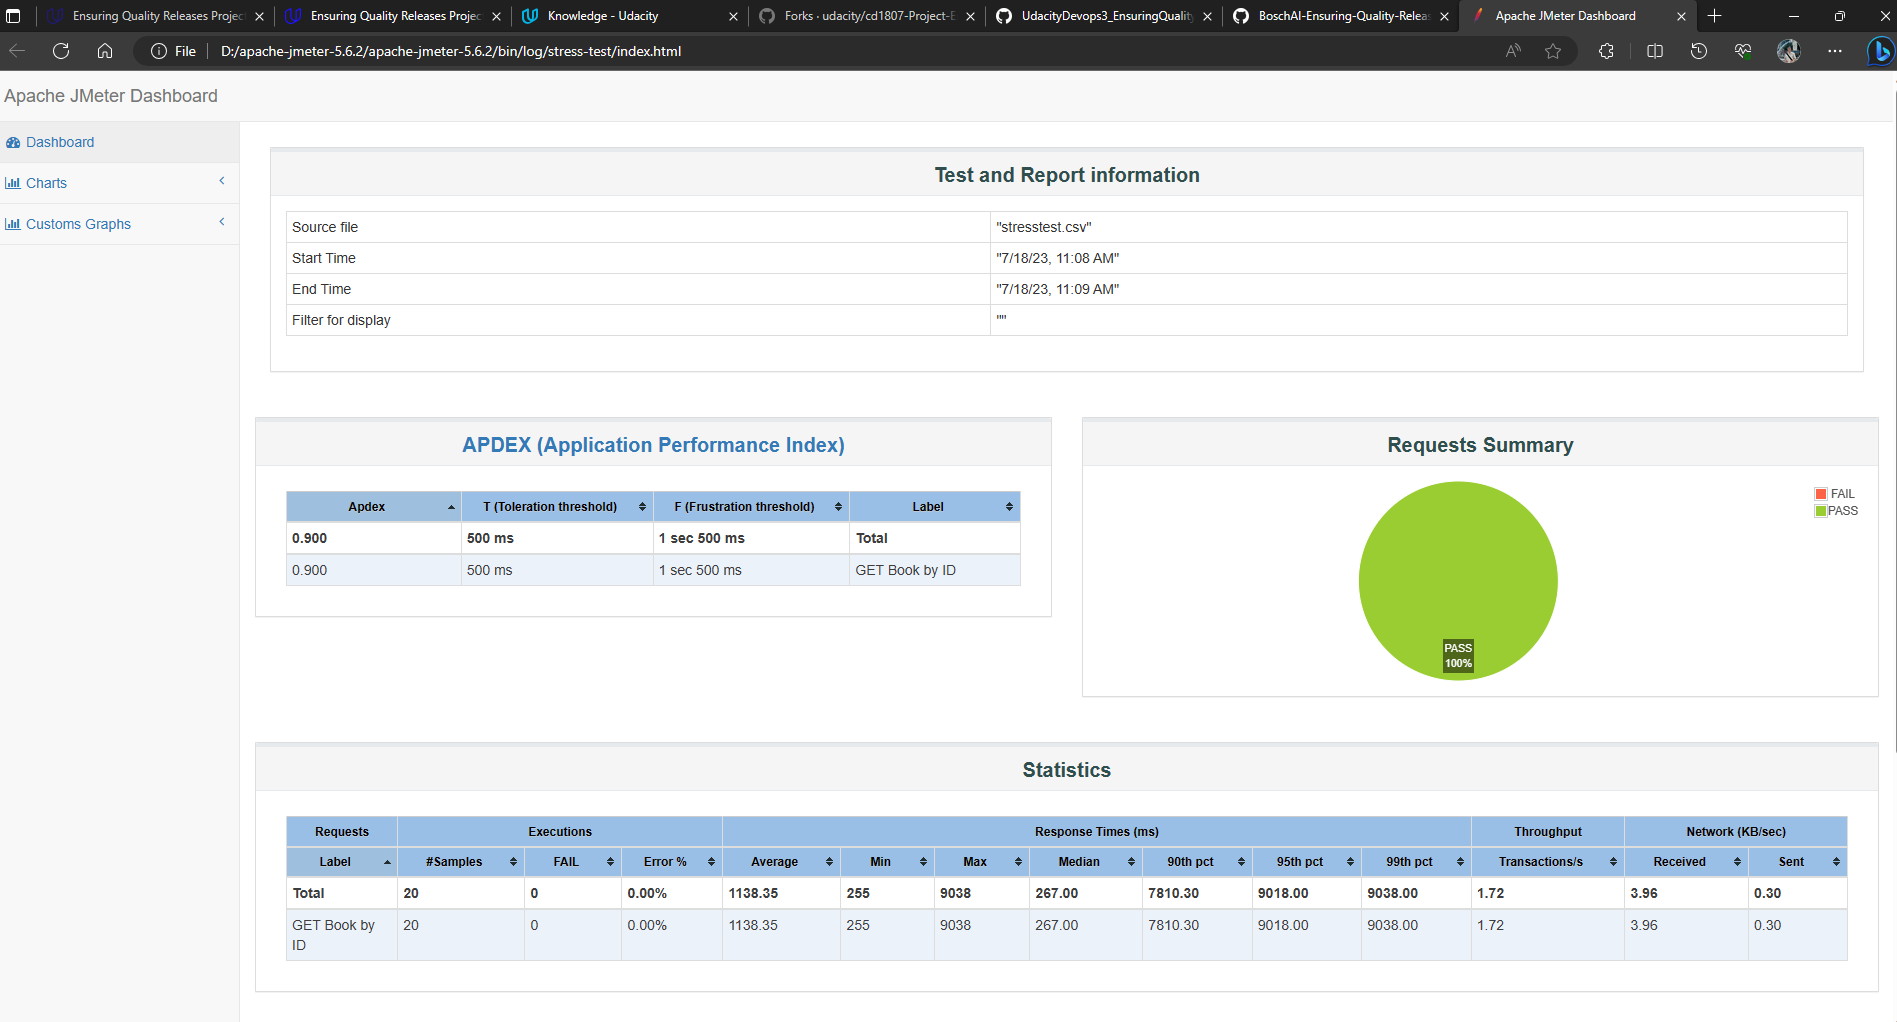 Ensuring Quality Releases Projec
Ensuring Quality Releases Projec
Knowledge - Udacity
Forks · udacity/cd1807-Project-E
UdacityDevops3_EnsuringQuality
BoschAI-Ensuring-Quality-Releas
Apache JMeter Dashboard
File
D:/apache-jmeter-5.6.2/apache-jmeter-5.6.2/bin/log/stress-test/index.html
Apache JMeter Dashboard
Dashboard
Charts
Customs Graphs
Test and Report information
Source file "stresstest.csv"
Start Time "7/18/23, 11:08 AM"
End Time "7/18/23, 11:09 AM"
Filter for display ""
APDEX (Application Performance Index)
Apdex T (Toleration threshold) F (Frustration threshold) Label
0.900 500 ms 1 sec 500 ms Total
0.900 500 ms 1 sec 500 ms GET Book by ID
Requests Summary
FAIL
PASS
PASS
100%
Statistics
Requests Executions Response Times (ms) Throughput Network (KB/sec)
Label #Samples FAIL Error % Average Min Max Median 90th pct 95th pct 99th pct Transactions/s Received Sent
Total 20 0 0.00% 1138.35 255 9038 267.00 7810.30 9018.00 9038.00 1.72 3.96 0.30
GET Book by ID 20 0 0.00% 1138.35 255 9038 267.00 7810.30 9018.00 9038.00 1.72 3.96 0.30